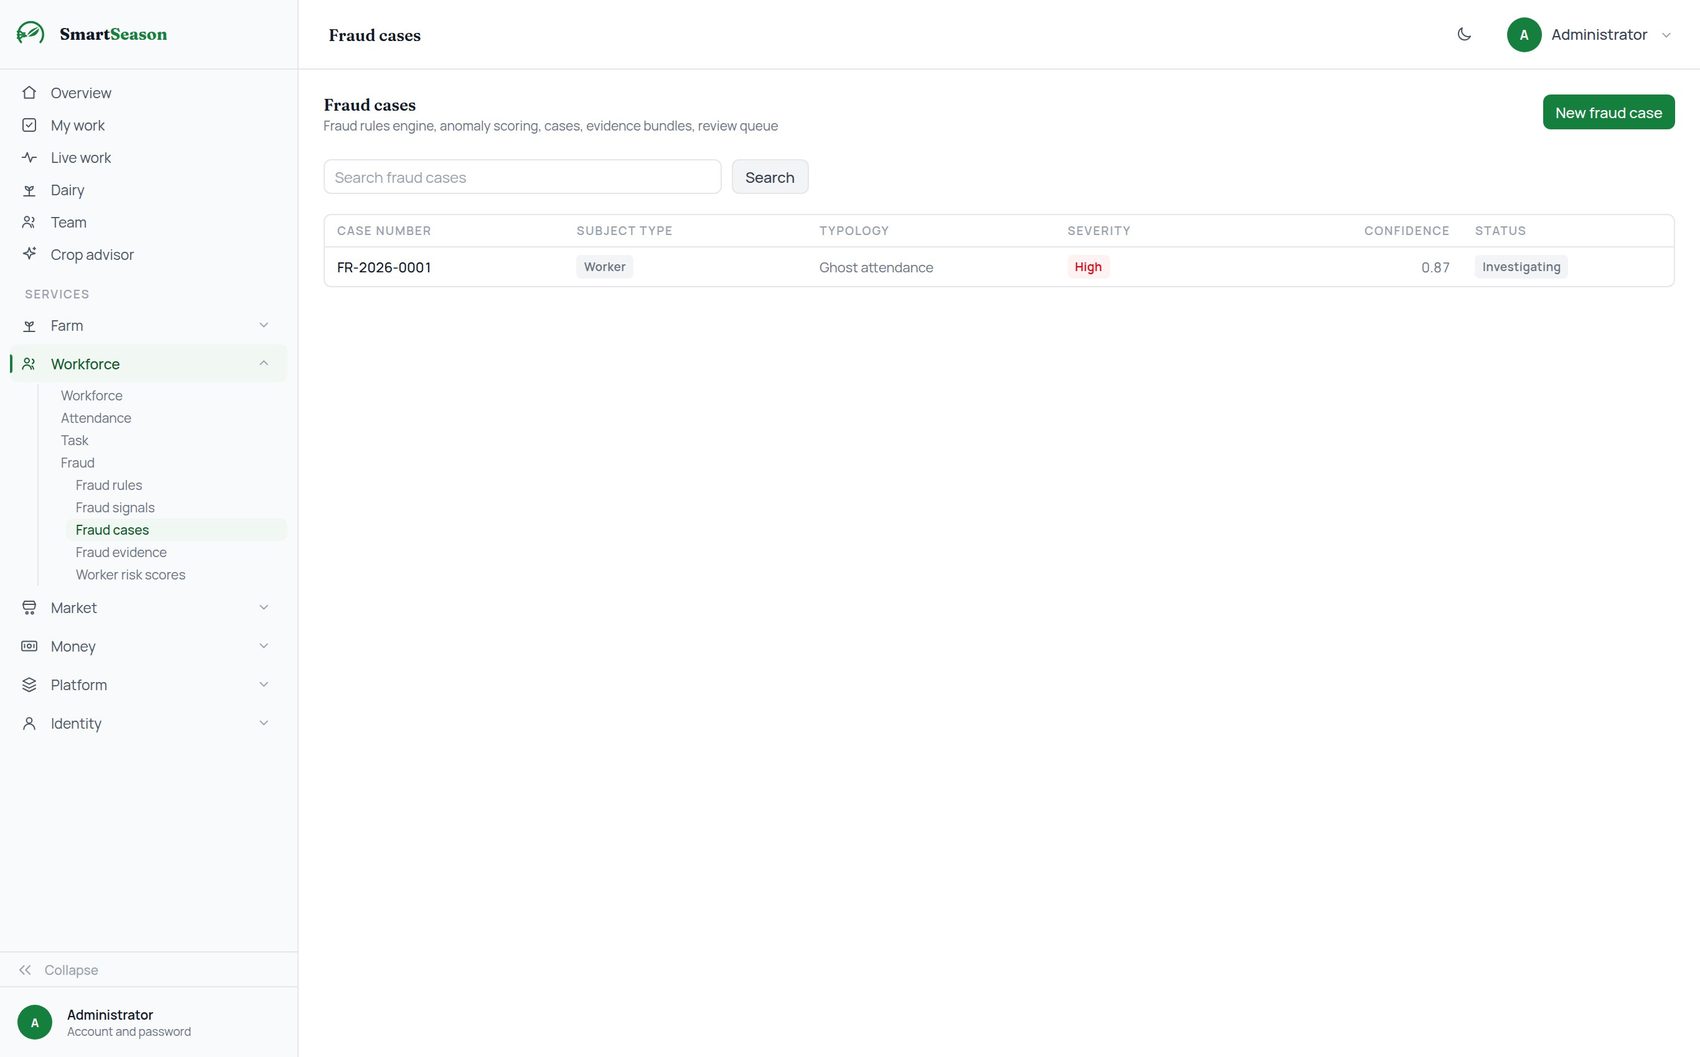 SmartSeason
Fraud cases
A
Administrator
Overview
My work
Live work
Dairy
Team
Crop advisor
SERVICES
Farm
Workforce
Workforce
Attendance
Task
Fraud
Fraud rules
Fraud signals
Fraud cases
Fraud evidence
Worker risk scores
Market
Money
Platform
Identity
Collapse
A
Administrator
Account and password
Fraud cases
Fraud rules engine, anomaly scoring, cases, evidence bundles, review queue
New fraud case
Search fraud cases
Search
CASE NUMBER SUBJECT TYPE TYPOLOGY SEVERITY CONFIDENCE STATUS
FR-2026-0001 Worker Ghost attendance High 0.87 Investigating